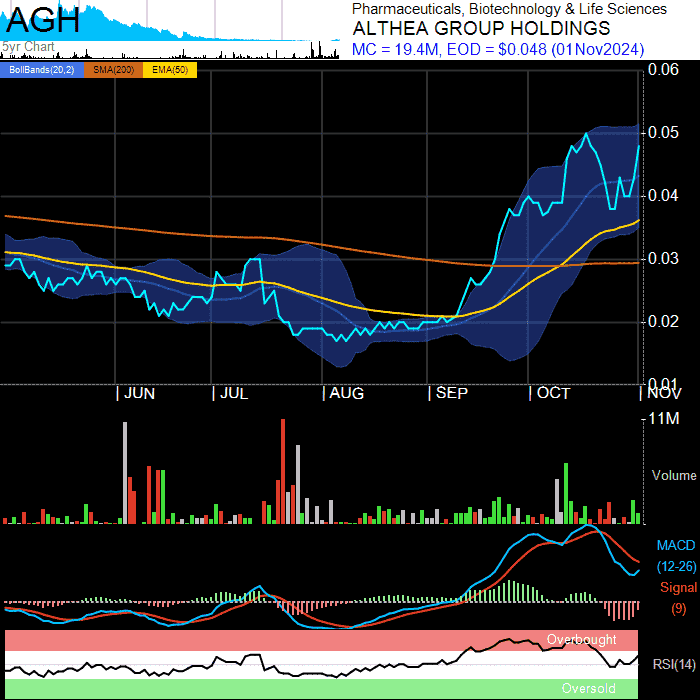 AGH
5yr Chart
Pharmaceuticals, Biotechnology & Life Sciences
ALTHEA GROUP HOLDINGS
MC = 19.4M, EOD = $0.048 (01Nov2024)
BollBands(20,2) SMA(200) EMA(50)
0.06
0.05
0.04
0.03
0.02
0.01
| JUN | JUL | AUG | SEP | OCT | NOV
11M
Volume
MACD
(12-26)
Signal
(9)
Overbought
RSI(14)
Oversold